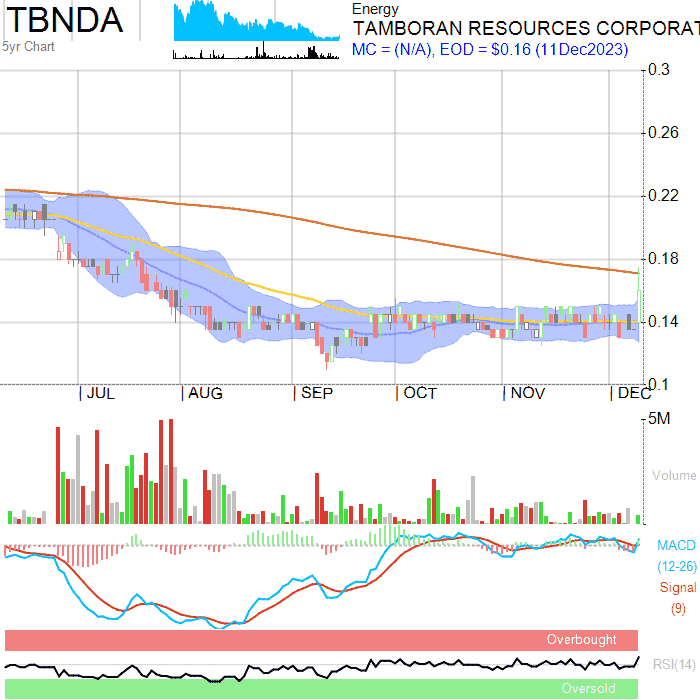 TBNDA
5yr Chart
Energy
TAMBORAN RESOURCES CORPORAT
MC = (N/A), EOD = $0.16 (11Dec2023)
0.3
0.26
0.22
0.18
0.14
0.1
JUL AUG SEP OCT NOV DEC
5M
Volume
MACD
(12-26)
Signal
(9)
Overbought
RSI(14)
Oversold